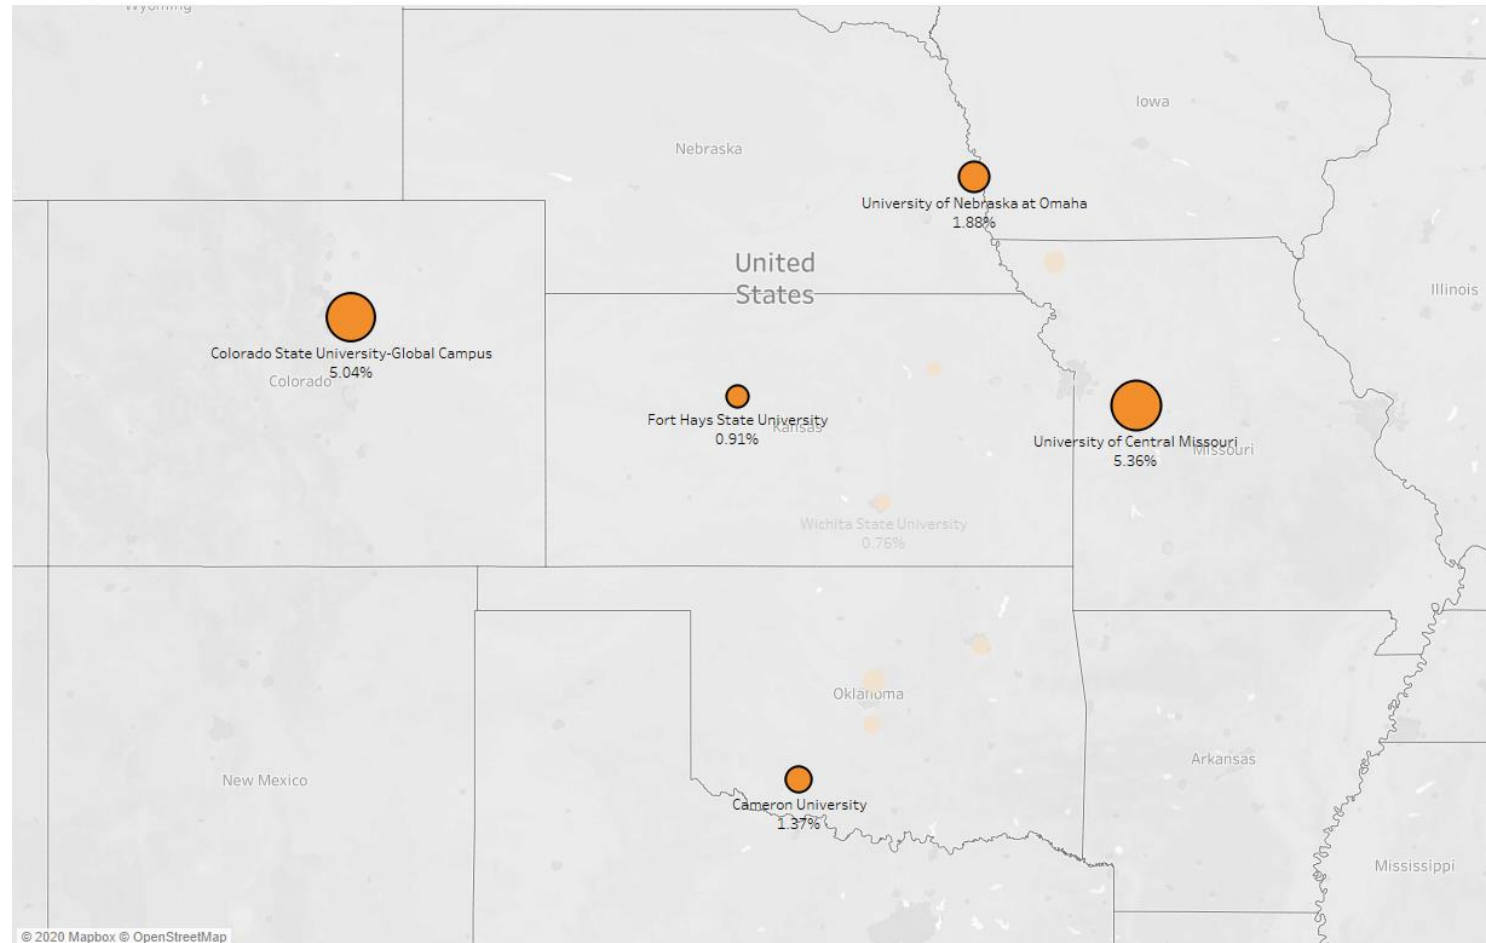 Wyoming
Iowa
Nebraska
University of Nebraska at Omaha
1.88%
United
States
Illinois
Colorado State University-Global Campus
5.04%
Colorado
Fort Hays State University
0.91%
Kansas
University of Central Missouri
5.36%
Missouri
Wichita State University
0.76%
Oklahoma
Arkansas
New Mexico
Cameron University
1.37%
Mississippi
© 2020 Mapbox © OpenStreetMap